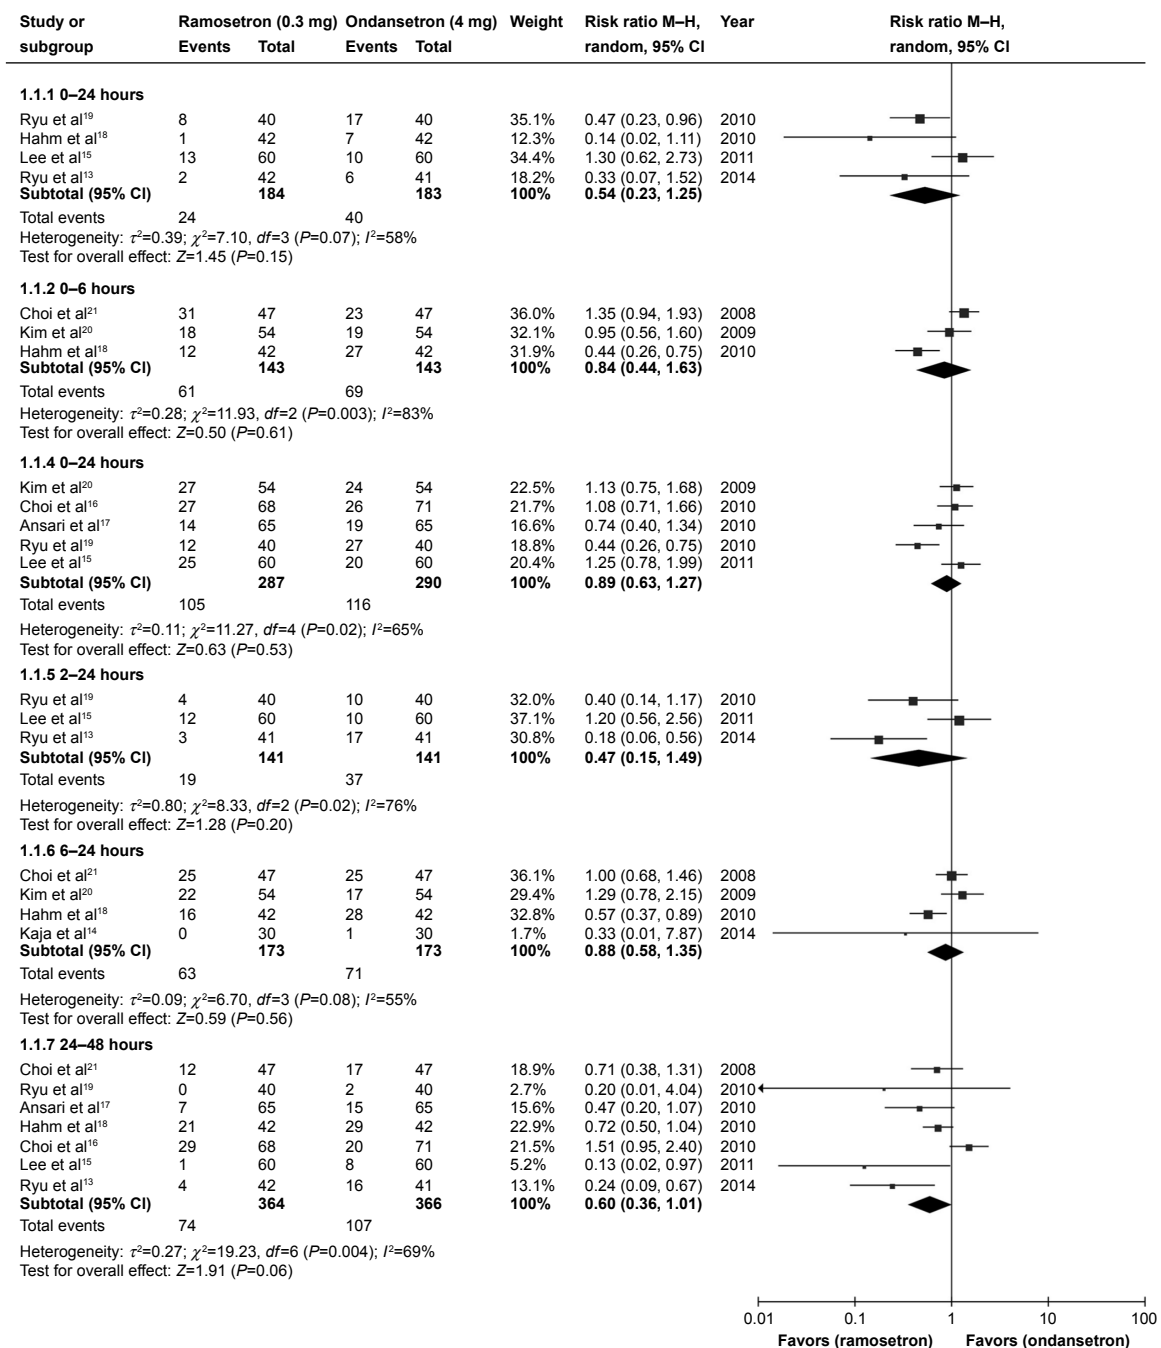 Study or Ramosetron (0.3 mg) Ondansetron (4 mg) Weight Risk ratio M–H, Year Risk ratio M–H,
subgroup Events Total Events Total random, 95% CI random, 95% CI
1.1.1 0–24 hours
Ryu et al¹⁹ 8 40 17 40 35.1% 0.47 (0.23, 0.96) 2010
Hahm et al¹⁸ 1 42 7 42 12.3% 0.14 (0.02, 1.11) 2010
Lee et al¹⁵ 13 60 10 60 34.4% 1.30 (0.62, 2.73) 2011
Ryu et al¹³ 2 42 6 41 18.2% 0.33 (0.07, 1.52) 2014
Subtotal (95% CI) 184 183 100% 0.54 (0.23, 1.25)
Total events 24 40
Heterogeneity: τ²=0.39; χ²=7.10, df=3 (P=0.07); I²=58%
Test for overall effect: Z=1.45 (P=0.15)
1.1.2 0–6 hours
Choi et al²¹ 31 47 23 47 36.0% 1.35 (0.94, 1.93) 2008
Kim et al²⁰ 18 54 19 54 32.1% 0.95 (0.56, 1.60) 2009
Hahm et al¹⁸ 12 42 27 42 31.9% 0.44 (0.26, 0.75) 2010
Subtotal (95% CI) 143 143 100% 0.84 (0.44, 1.63)
Total events 61 69
Heterogeneity: τ²=0.28; χ²=11.93, df=2 (P=0.003); I²=83%
Test for overall effect: Z=0.50 (P=0.61)
1.1.4 0–24 hours
Kim et al²⁰ 27 54 24 54 22.5% 1.13 (0.75, 1.68) 2009
Choi et al¹⁶ 27 68 26 71 21.7% 1.08 (0.71, 1.66) 2010
Ansari et al¹⁷ 14 65 19 65 16.6% 0.74 (0.40, 1.34) 2010
Ryu et al¹⁹ 12 40 27 40 18.8% 0.44 (0.26, 0.75) 2010
Lee et al¹⁵ 25 60 20 60 20.4% 1.25 (0.78, 1.99) 2011
Subtotal (95% CI) 287 290 100% 0.89 (0.63, 1.27)
Total events 105 116
Heterogeneity: τ²=0.11; χ²=11.27, df=4 (P=0.02); I²=65%
Test for overall effect: Z=0.63 (P=0.53)
1.1.5 2–24 hours
Ryu et al¹⁹ 4 40 10 40 32.0% 0.40 (0.14, 1.17) 2010
Lee et al¹⁵ 12 60 10 60 37.1% 1.20 (0.56, 2.56) 2011
Ryu et al¹³ 3 41 17 41 30.8% 0.18 (0.06, 0.56) 2014
Subtotal (95% CI) 141 141 100% 0.47 (0.15, 1.49)
Total events 19 37
Heterogeneity: τ²=0.80; χ²=8.33, df=2 (P=0.02); I²=76%
Test for overall effect: Z=1.28 (P=0.20)
1.1.6 6–24 hours
Choi et al²¹ 25 47 25 47 36.1% 1.00 (0.68, 1.46) 2008
Kim et al²⁰ 22 54 17 54 29.4% 1.29 (0.78, 2.15) 2009
Hahm et al¹⁸ 16 42 28 42 32.8% 0.57 (0.37, 0.89) 2010
Kaja et al¹⁴ 0 30 1 30 1.7% 0.33 (0.01, 7.87) 2014
Subtotal (95% CI) 173 173 100% 0.88 (0.58, 1.35)
Total events 63 71
Heterogeneity: τ²=0.09; χ²=6.70, df=3 (P=0.08); I²=55%
Test for overall effect: Z=0.59 (P=0.56)
1.1.7 24–48 hours
Choi et al²¹ 12 47 17 47 18.9% 0.71 (0.38, 1.31) 2008
Ryu et al¹⁹ 0 40 2 40 2.7% 0.20 (0.01, 4.04) 2010
Ansari et al¹⁷ 7 65 15 65 15.6% 0.47 (0.20, 1.07) 2010
Hahm et al¹⁸ 21 42 29 42 22.9% 0.72 (0.50, 1.04) 2010
Choi et al¹⁶ 29 68 20 71 21.5% 1.51 (0.95, 2.40) 2010
Lee et al¹⁵ 1 60 8 60 5.2% 0.13 (0.02, 0.97) 2011
Ryu et al¹³ 4 42 16 41 13.1% 0.24 (0.09, 0.67) 2014
Subtotal (95% CI) 364 366 100% 0.60 (0.36, 1.01)
Total events 74 107
Heterogeneity: τ²=0.27; χ²=19.23, df=6 (P=0.004); I²=69%
Test for overall effect: Z=1.91 (P=0.06)
0.01 0.1 1 10 100
Favors (ramosetron) Favors (ondansetron)